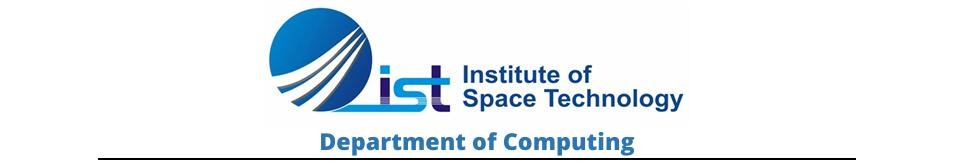 ist
Institute of
Space Technology
Department of Computing